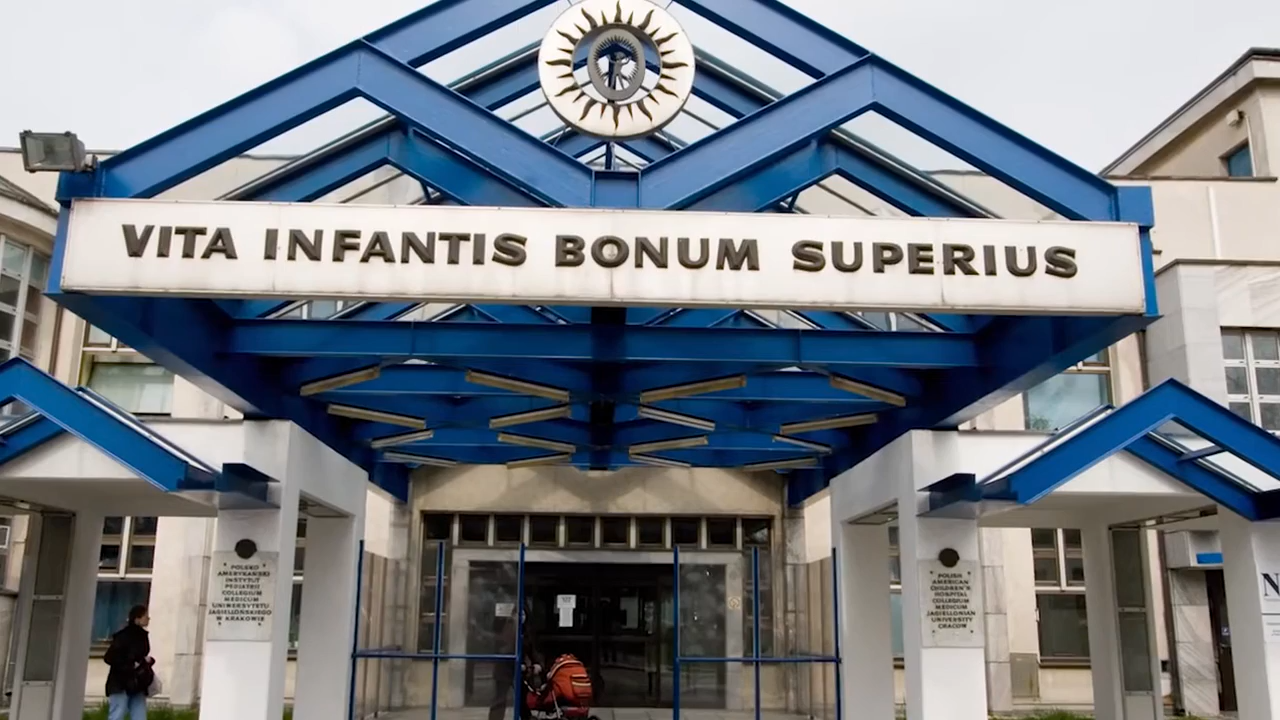 VITA INFANTIS BONUM SUPERIUS
POLSKO
AMERYKAŃSKI
INSTYTUT
PEDIATRII
COLLEGIUM
MEDICUM
UNIWERSYTETU
JAGIELLOŃSKIEGO
W KRAKOWIE
POLISH
AMERICAN
CHILDREN'S
HOSPITAL
COLLEGIUM
MEDICUM
JAGIELLONIAN
UNIVERSITY
CRACOW